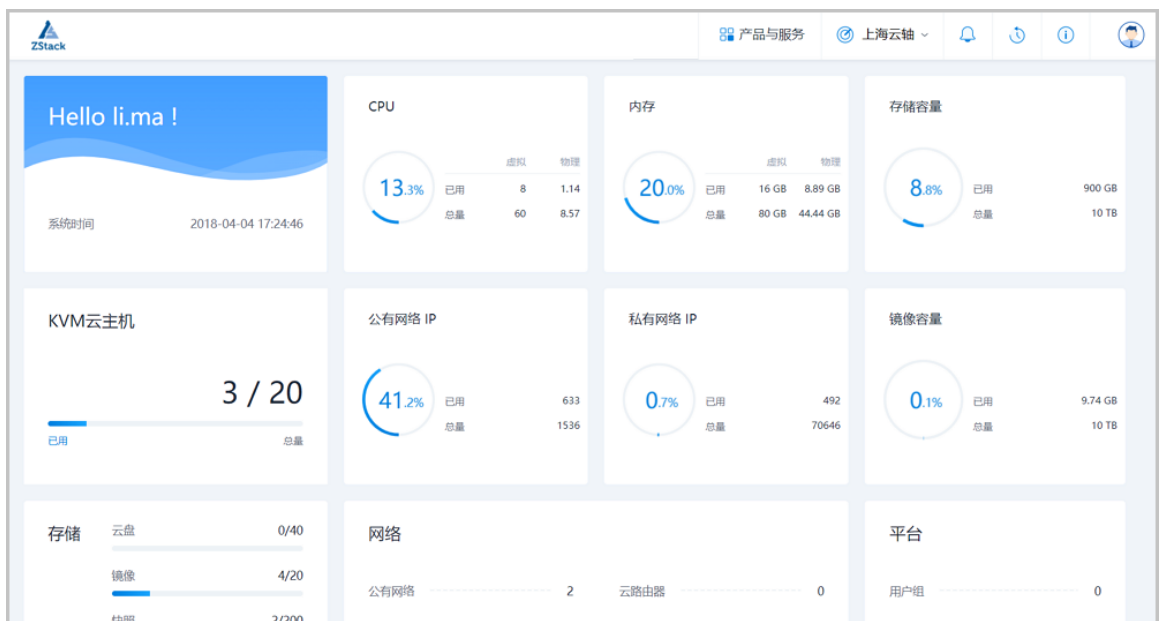 ZStack
产品与服务
上海云轴
Hello li.ma !
系统时间 2018-04-04 17:24:46
CPU
虚拟 物理
13.3%
已用 8 1.14
总量 60 8.57
内存
虚拟 物理
20.0%
已用 16 GB 8.89 GB
总量 80 GB 44.44 GB
存储容量
8.8%
已用 900 GB
总量 10 TB
KVM云主机
3 / 20
已用 总量
公有网络 IP
41.2%
已用 633
总量 1536
私有网络 IP
0.7%
已用 492
总量 70646
镜像容量
0.1%
已用 9.74 GB
总量 10 TB
存储
云盘 0/40
镜像 4/20
快照 2/200
网络
公有网络 2
云路由器 0
平台
用户组 0